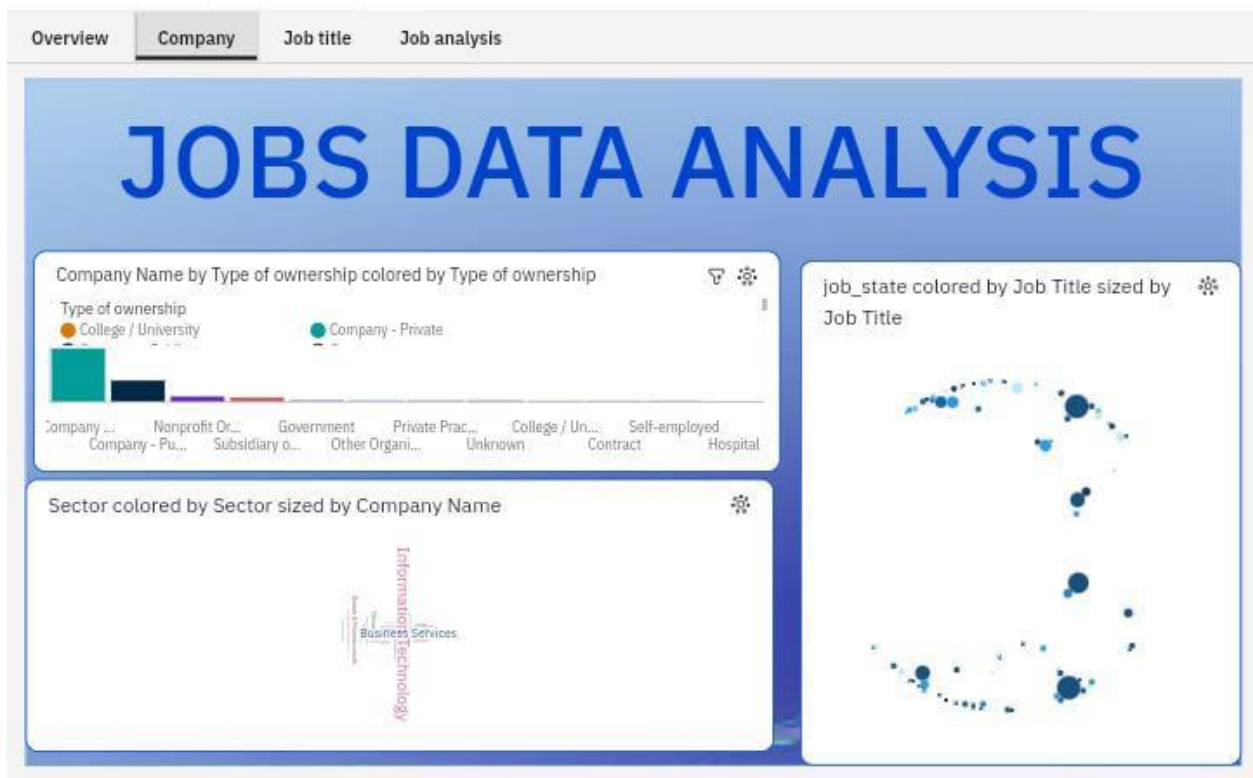 Overview Company Job title Job analysis
JOBS DATA ANALYSIS
Company Name by Type of ownership colored by Type of ownership
Type of ownership
College / University Company - Private
Company ... Nonprofit Or... Government Private Prac... College / Un... Self-employed
Company - Pu... Subsidiary o... Other Organi... Unknown Contract Hospital
Sector colored by Sector sized by Company Name
Information Technology
Business Services
job_state colored by Job Title sized by
Job Title